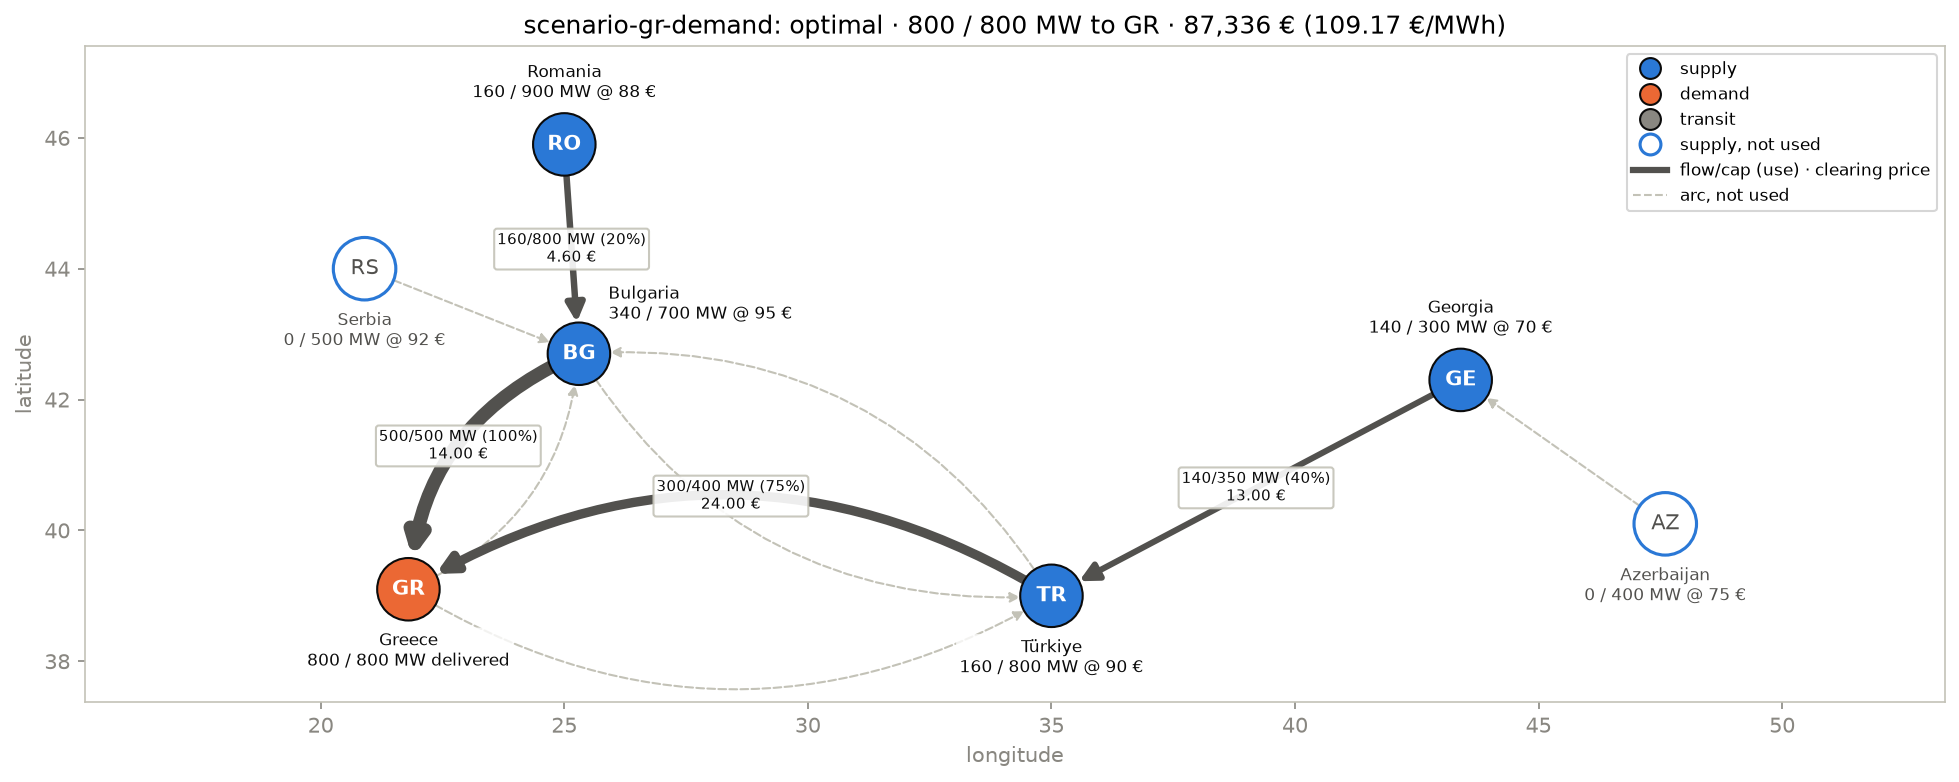 scenario-gr-demand: optimal · 800 / 800 MW to GR · 87,336 € (109.17 €/MWh)
supply
demand
transit
supply, not used
flow/cap (use) · clearing price
arc, not used
Romania
160 / 900 MW @ 88 €
RO
160/800 MW (20%)
4.60 €
RS
Serbia
0 / 500 MW @ 92 €
Bulgaria
340 / 700 MW @ 95 €
BG
Georgia
140 / 300 MW @ 70 €
GE
500/500 MW (100%)
14.00 €
300/400 MW (75%)
24.00 €
140/350 MW (40%)
13.00 €
AZ
Azerbaijan
0 / 400 MW @ 75 €
GR
Greece
800 / 800 MW delivered
TR
Türkiye
160 / 800 MW @ 90 €
46
44
42
40
38
latitude
20
25
30
35
40
45
50
longitude